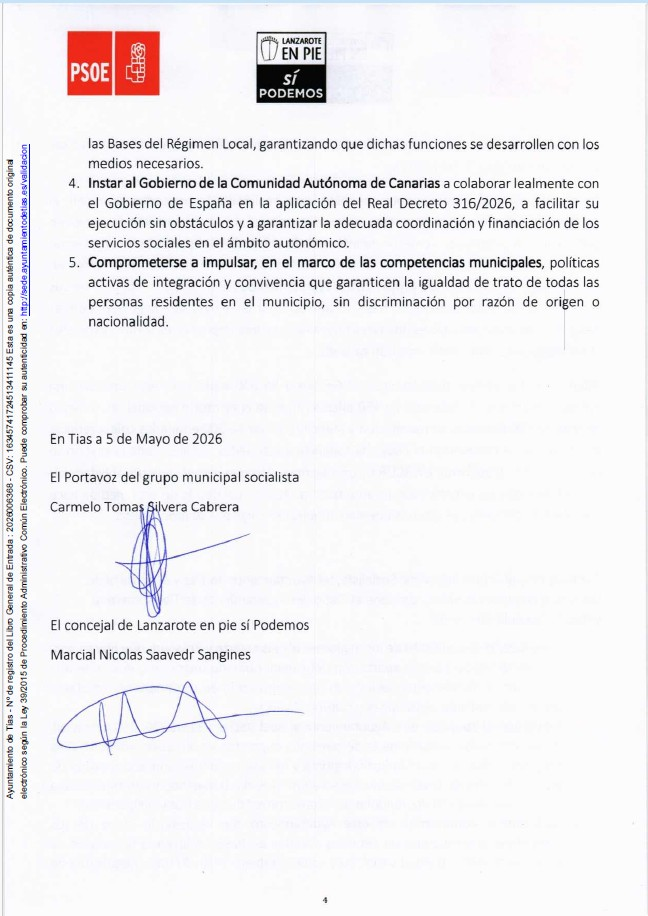 PSOE
LANZAROTE
EN PIE
sí
PODEMOS
las Bases del Régimen Local, garantizando que dichas funciones se desarrollen con los
medios necesarios.
4. Instar al Gobierno de la Comunidad Autónoma de Canarias a colaborar lealmente con
el Gobierno de España en la aplicación del Real Decreto 316/2026, a facilitar su
ejecución sin obstáculos y a garantizar la adecuada coordinación y financiación de los
servicios sociales en el ámbito autonómico.
5. Comprometerse a impulsar, en el marco de las competencias municipales, políticas
activas de integración y convivencia que garanticen la igualdad de trato de todas las
personas residentes en el municipio, sin discriminación por razón de origen o
nacionalidad.
En Tias a 5 de Mayo de 2026
El Portavoz del grupo municipal socialista
Carmelo Tomas Silvera Cabrera
El concejal de Lanzarote en pie sí Podemos
Marcial Nicolas Saavedr Sangines
4
Ayuntamiento de Tías - Nº de registro del Libro General de Entrada : 2026006368 - CSV: 16345741724513411145 Esta es una copia auténtica de documento original
electrónico según la Ley 39/2015 de Procedimiento Administrativo Común Electrónico. Puede comprobar su autenticidad en: http://sede.ayuntamientodetias.es/validacion